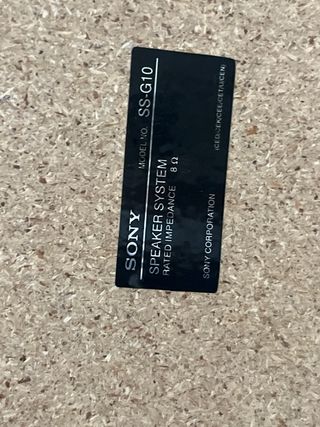 SONY MODEL NO. SS-G10
SPEAKER SYSTEM
RATED IMPEDANCE 8 Ω
SONY CORPORATION